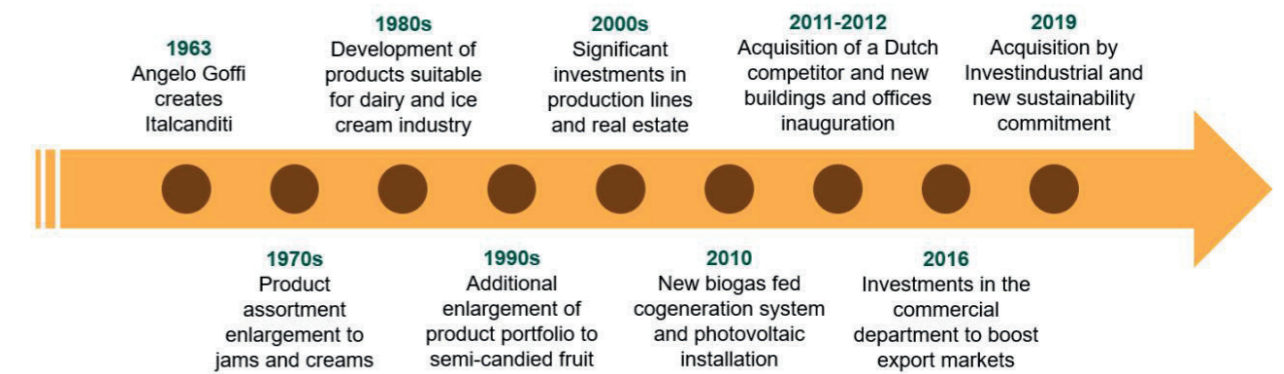 1963
Angelo Goffi
creates
Italcanditi
1970s
Product
assortment
enlargement to
jams and creams
1980s
Development of
products suitable
for dairy and ice
cream industry
1990s
Additional
enlargement of
product portfolio to
semi-candied fruit
2000s
Significant
investments in
production lines
and real estate
2010
New biogas fed
cogeneration system
and photovoltaic
installation
2011-2012
Acquisition of a Dutch
competitor and new
buildings and offices
inauguration
2016
Investments in the
commercial
department to boost
export markets
2019
Acquisition by
Investindustrial and
new sustainability
commitment